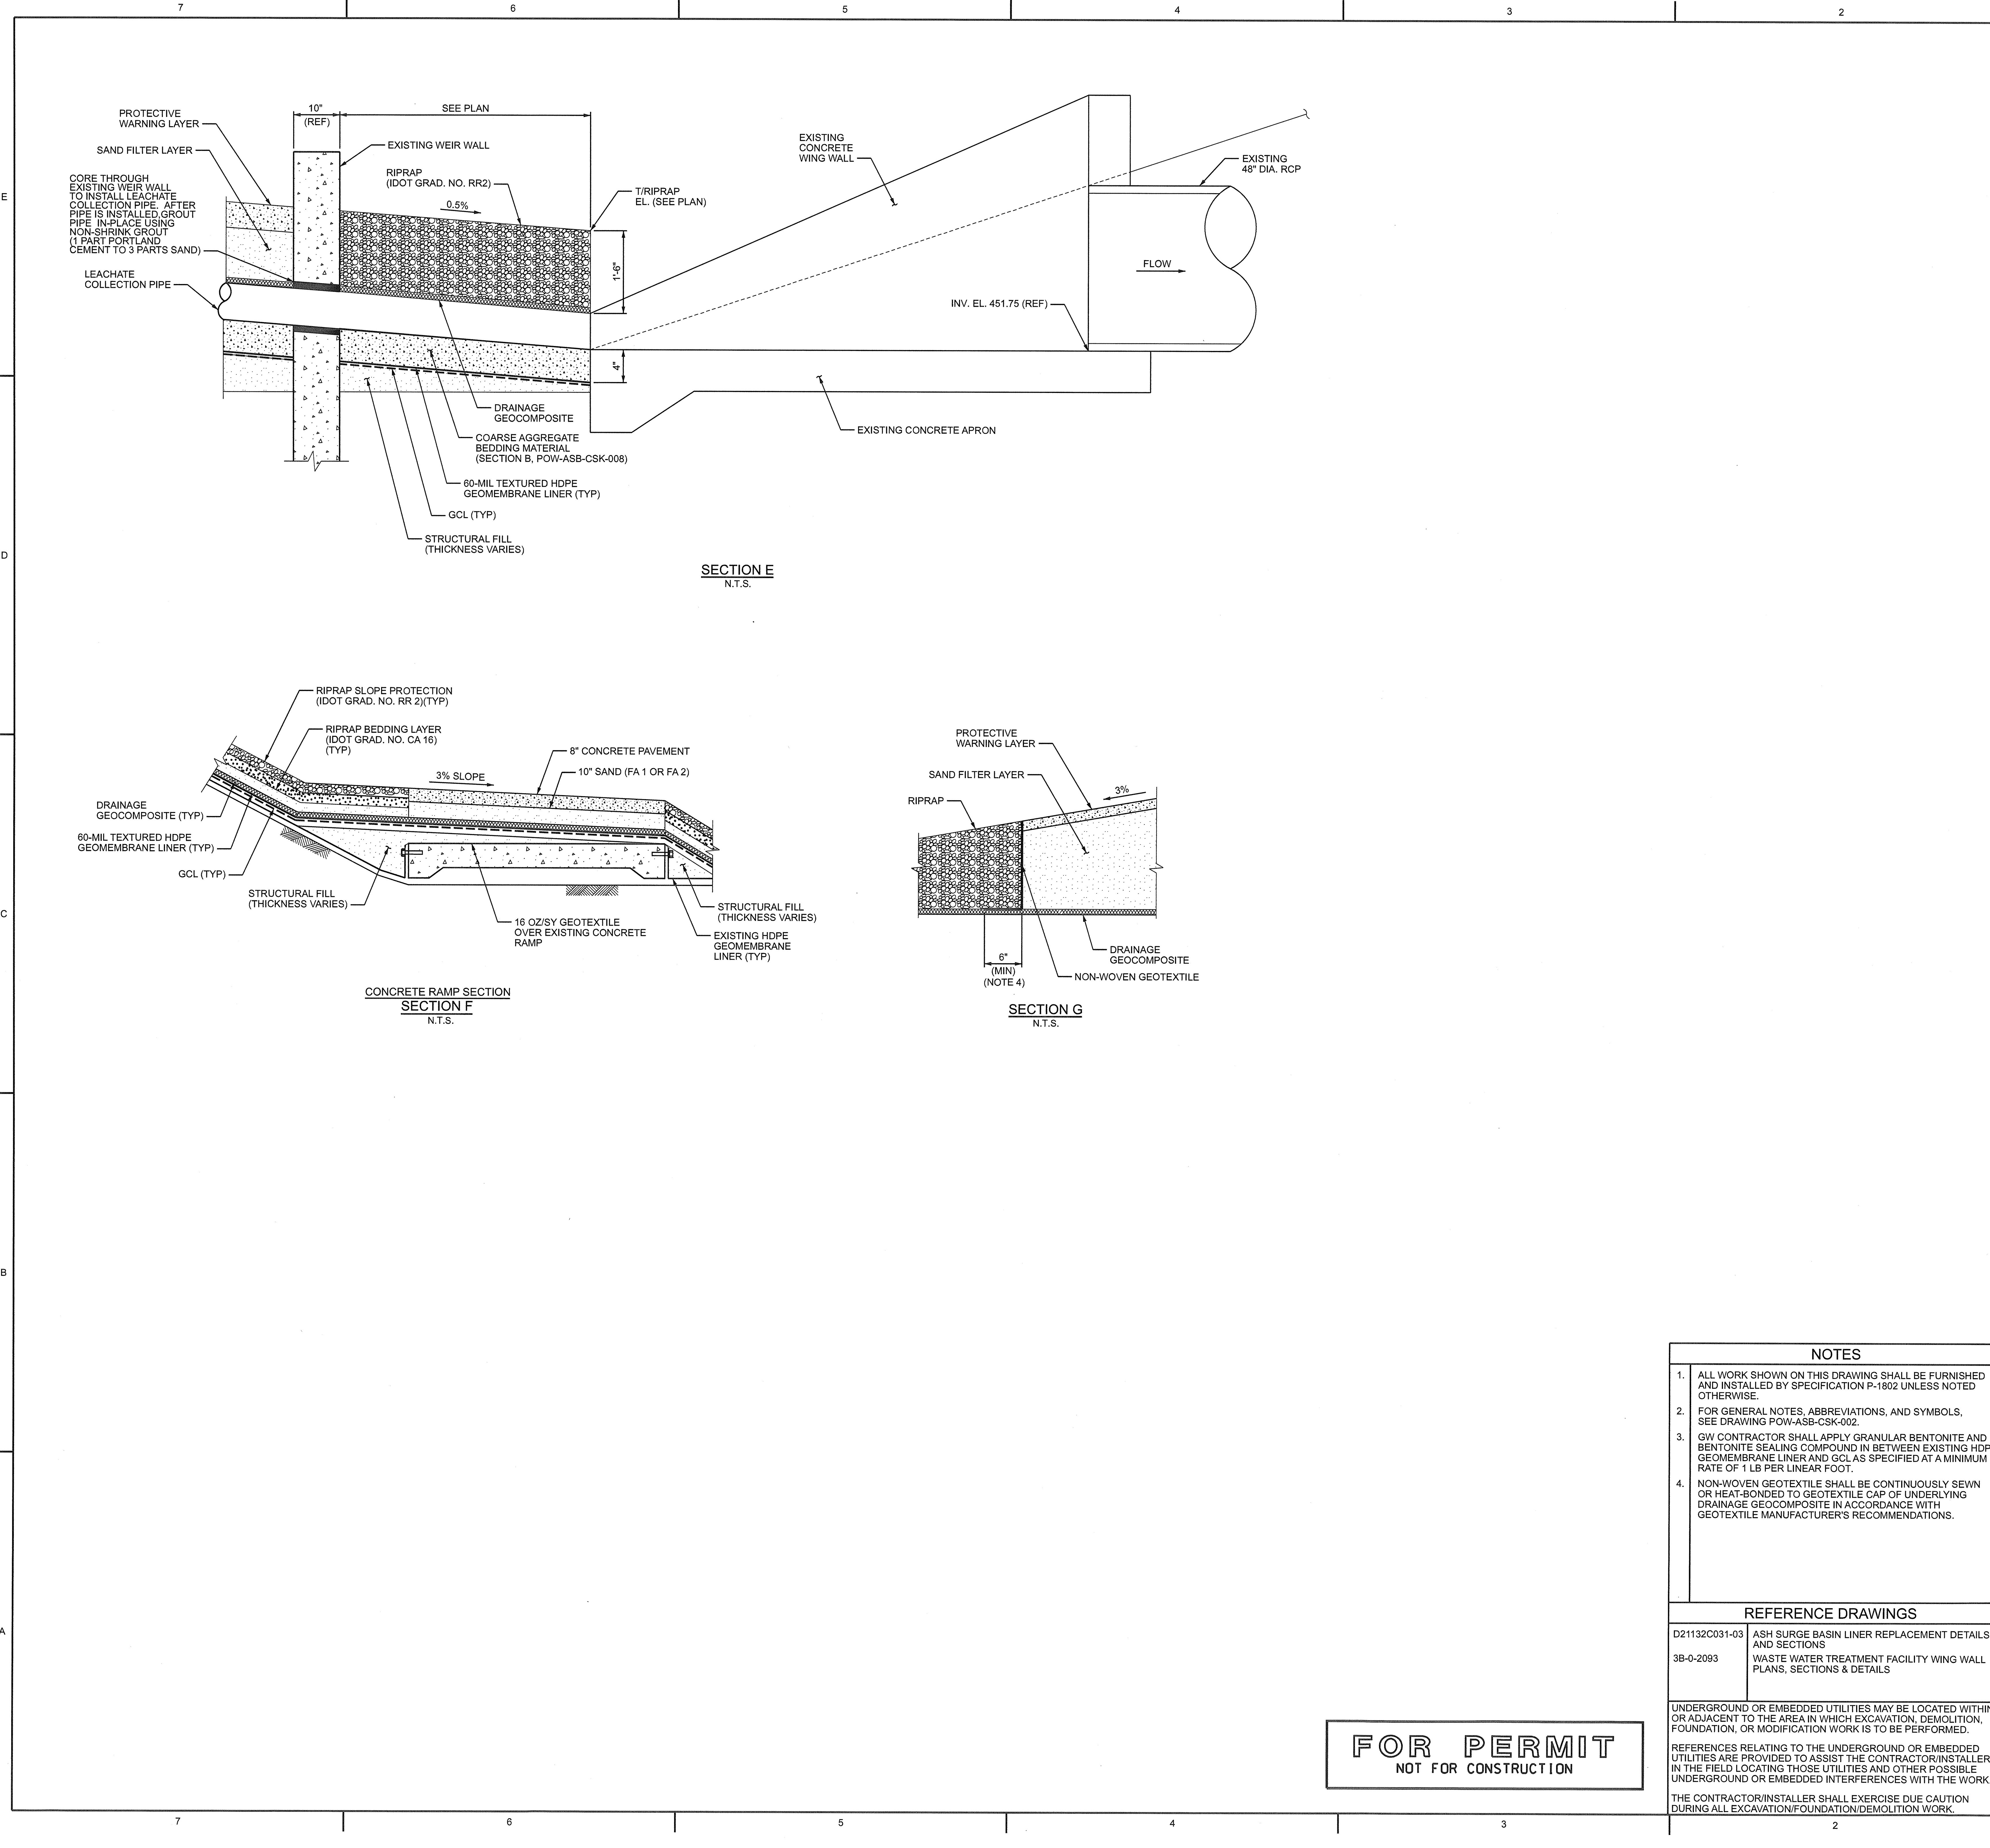 7
6
5
4
3
2
E
D
C
B
A
PROTECTIVE
WARNING LAYER
SAND FILTER LAYER
CORE THROUGH
EXISTING WEIR WALL
TO INSTALL LEACHATE
COLLECTION PIPE. AFTER
PIPE IS INSTALLED,GROUT
PIPE IN-PLACE USING
NON-SHRINK GROUT
(1 PART PORTLAND
CEMENT TO 3 PARTS SAND)
LEACHATE
COLLECTION PIPE
10"
(REF)
SEE PLAN
EXISTING WEIR WALL
RIPRAP
(IDOT GRAD. NO. RR2)
0.5%
T/RIPRAP
EL. (SEE PLAN)
1'-6"
4"
EXISTING
CONCRETE
WING WALL
EXISTING
48" DIA. RCP
FLOW
INV. EL. 451.75 (REF)
EXISTING CONCRETE APRON
DRAINAGE
GEOCOMPOSITE
COARSE AGGREGATE
BEDDING MATERIAL
(SECTION B, POW-ASB-CSK-008)
60-MIL TEXTURED HDPE
GEOMEMBRANE LINER (TYP)
GCL (TYP)
STRUCTURAL FILL
(THICKNESS VARIES)
SECTION E
N.T.S.
RIPRAP SLOPE PROTECTION
(IDOT GRAD. NO. RR 2)(TYP)
RIPRAP BEDDING LAYER
(IDOT GRAD. NO. CA 16)
(TYP)
3% SLOPE
8" CONCRETE PAVEMENT
10" SAND (FA 1 OR FA 2)
DRAINAGE
GEOCOMPOSITE (TYP)
60-MIL TEXTURED HDPE
GEOMEMBRANE LINER (TYP)
GCL (TYP)
STRUCTURAL FILL
(THICKNESS VARIES)
16 OZ/SY GEOTEXTILE
OVER EXISTING CONCRETE
RAMP
STRUCTURAL FILL
(THICKNESS VARIES)
EXISTING HDPE
GEOMEMBRANE
LINER (TYP)
CONCRETE RAMP SECTION
SECTION F
N.T.S.
PROTECTIVE
WARNING LAYER
SAND FILTER LAYER
RIPRAP
3%
6"
(MIN)
(NOTE 4)
DRAINAGE
GEOCOMPOSITE
NON-WOVEN GEOTEXTILE
SECTION G
N.T.S.
NOTES
1. ALL WORK SHOWN ON THIS DRAWING SHALL BE FURNISHED
AND INSTALLED BY SPECIFICATION P-1802 UNLESS NOTED
OTHERWISE.
2. FOR GENERAL NOTES, ABBREVIATIONS, AND SYMBOLS,
SEE DRAWING POW-ASB-CSK-002.
3. GW CONTRACTOR SHALL APPLY GRANULAR BENTONITE AND
BENTONITE SEALING COMPOUND IN BETWEEN EXISTING HDP
GEOMEMBRANE LINER AND GCL AS SPECIFIED AT A MINIMUM
RATE OF 1 LB PER LINEAR FOOT.
4. NON-WOVEN GEOTEXTILE SHALL BE CONTINUOUSLY SEWN
OR HEAT-BONDED TO GEOTEXTILE CAP OF UNDERLYING
DRAINAGE GEOCOMPOSITE IN ACCORDANCE WITH
GEOTEXTILE MANUFACTURER'S RECOMMENDATIONS.
REFERENCE DRAWINGS
D21132C031-03 ASH SURGE BASIN LINER REPLACEMENT DETAILS
AND SECTIONS
3B-0-2093 WASTE WATER TREATMENT FACILITY WING WALL
PLANS, SECTIONS & DETAILS
UNDERGROUND OR EMBEDDED UTILITIES MAY BE LOCATED WITHIN
OR ADJACENT TO THE AREA IN WHICH EXCAVATION, DEMOLITION,
FOUNDATION, OR MODIFICATION WORK IS TO BE PERFORMED.
REFERENCES RELATING TO THE UNDERGROUND OR EMBEDDED
UTILITIES ARE PROVIDED TO ASSIST THE CONTRACTOR/INSTALLER
IN THE FIELD LOCATING THOSE UTILITIES AND OTHER POSSIBLE
UNDERGROUND OR EMBEDDED INTERFERENCES WITH THE WORK.
THE CONTRACTOR/INSTALLER SHALL EXERCISE DUE CAUTION
DURING ALL EXCAVATION/FOUNDATION/DEMOLITION WORK.
FOR PERMIT
NOT FOR CONSTRUCTION
7
6
5
4
3
2